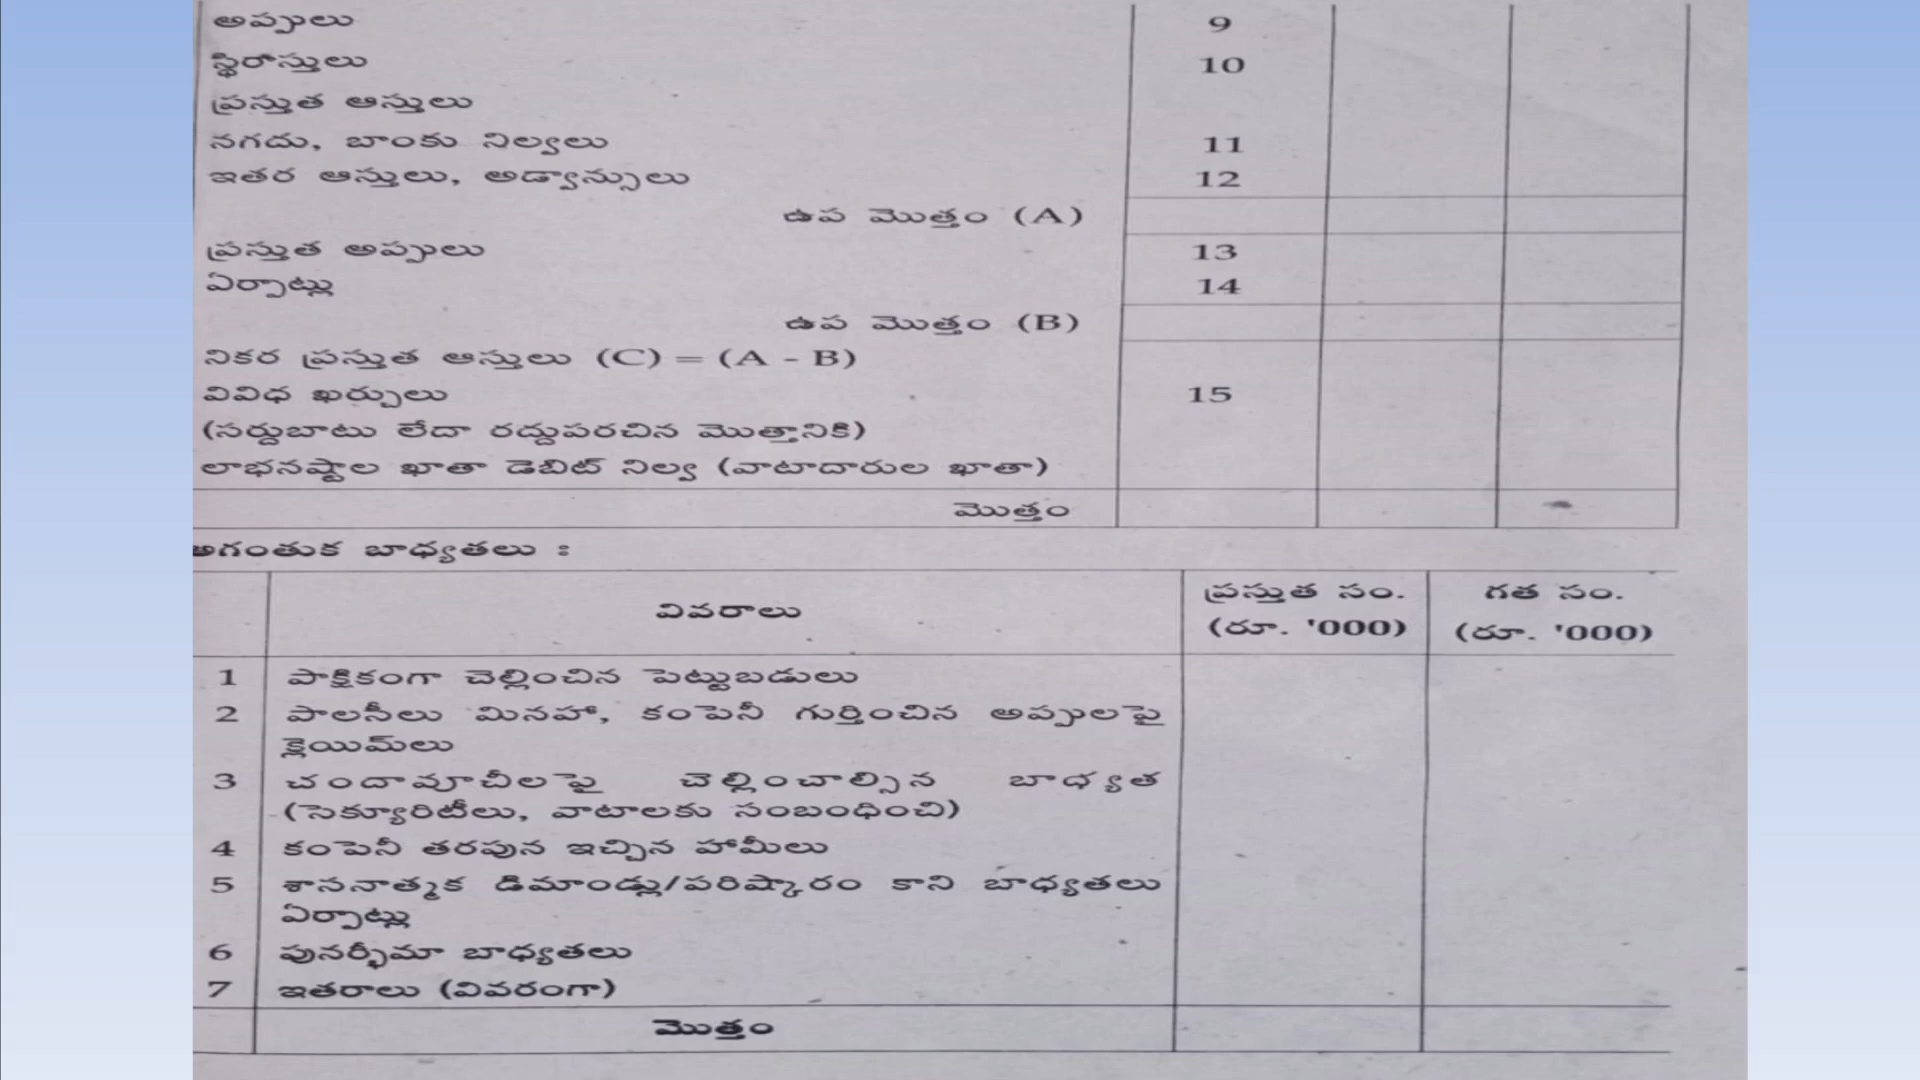 అప్పులు 9
స్థిరాస్తులు 10
ప్రస్తుత ఆస్తులు
నగదు, బాంకు నిల్వలు 11
ఇతర ఆస్తులు, అడ్వాన్సులు 12
ఉప మొత్తం (A)
ప్రస్తుత అప్పులు 13
ఏర్పాట్లు 14
ఉప మొత్తం (B)
నికర ప్రస్తుత ఆస్తులు (C) = (A - B)
వివిధ ఖర్చులు 15
(సర్దుబాటు లేదా రద్దుపరచిన మొత్తానికి)
లాభనష్టాల ఖాతా డెబిట్ నిల్వ (వాటాదారుల ఖాతా)
మొత్తం
అగంతుక బాధ్యతలు :
వివరాలు ప్రస్తుత సం. గత సం.
(రూ. '000) (రూ. '000)
1 పాక్షికంగా చెల్లించిన పెట్టుబడులు
2 పాలసీలు మినహా, కంపెనీ గుర్తించిన అప్పులపై
క్లెయిమ్‌లు
3 చందాపూచీలపై చెల్లించాల్సిన బాధ్యత
(సెక్యూరిటీలు, వాటాలకు సంబంధించి)
4 కంపెనీ తరపున ఇచ్చిన హామీలు
5 శాసనాత్మక డిమాండ్లు/పరిష్కారం కాని బాధ్యతలు
ఏర్పాట్లు
6 పునర్భీమా బాధ్యతలు
7 ఇతరాలు (వివరంగా)
మొత్తం